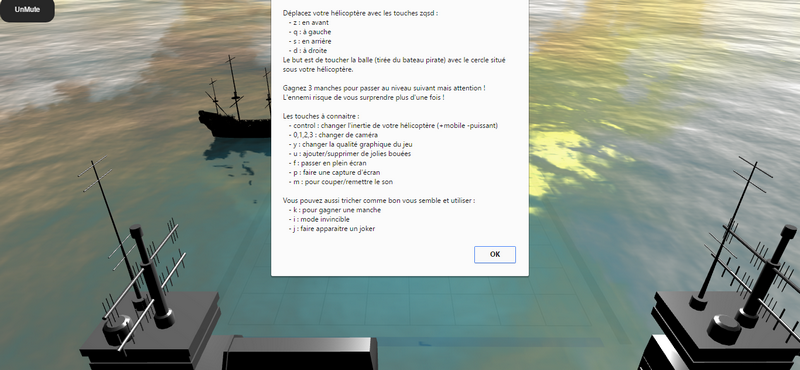 UnMute
Déplacez votre hélicoptère avec les touches zqsd :
- z : en avant
- q : à gauche
- s : en arrière
- d : à droite
Le but est de toucher la balle (tirée du bateau pirate) avec le cercle situé
sous votre hélicoptère.
Gagnez 3 manches pour passer au niveau suivant mais attention !
L'ennemi risque de vous surprendre plus d'une fois !
Les touches à connaitre :
- control : changer l'inertie de votre hélicoptère (+mobile -puissant)
- 0,1,2,3 : changer de caméra
- y : changer la qualité graphique du jeu
- u : ajouter/supprimer de jolies bouées
- f : passer en plein écran
- p : faire une capture d'écran
- m : pour couper/remettre le son
Vous pouvez aussi tricher comme bon vous semble et utiliser :
- k : pour gagner une manche
- i : mode invincible
- j : faire apparaitre un joker
OK